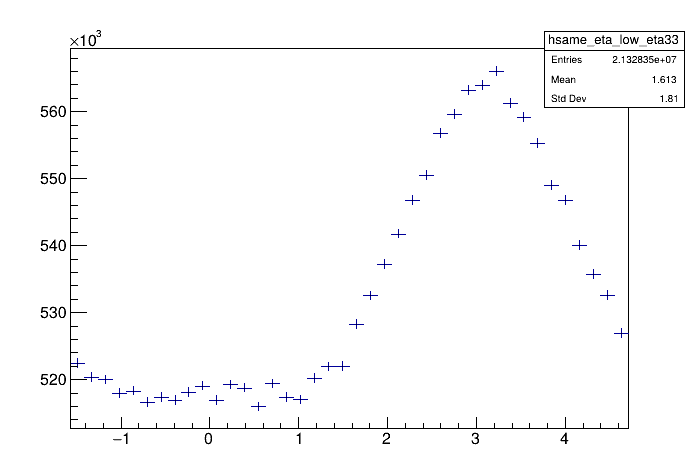 ×10³
hsame_eta_low_eta33
Entries 2.132835e+07
Mean 1.613
Std Dev 1.81
560
550
540
530
520
−1 0 1 2 3 4